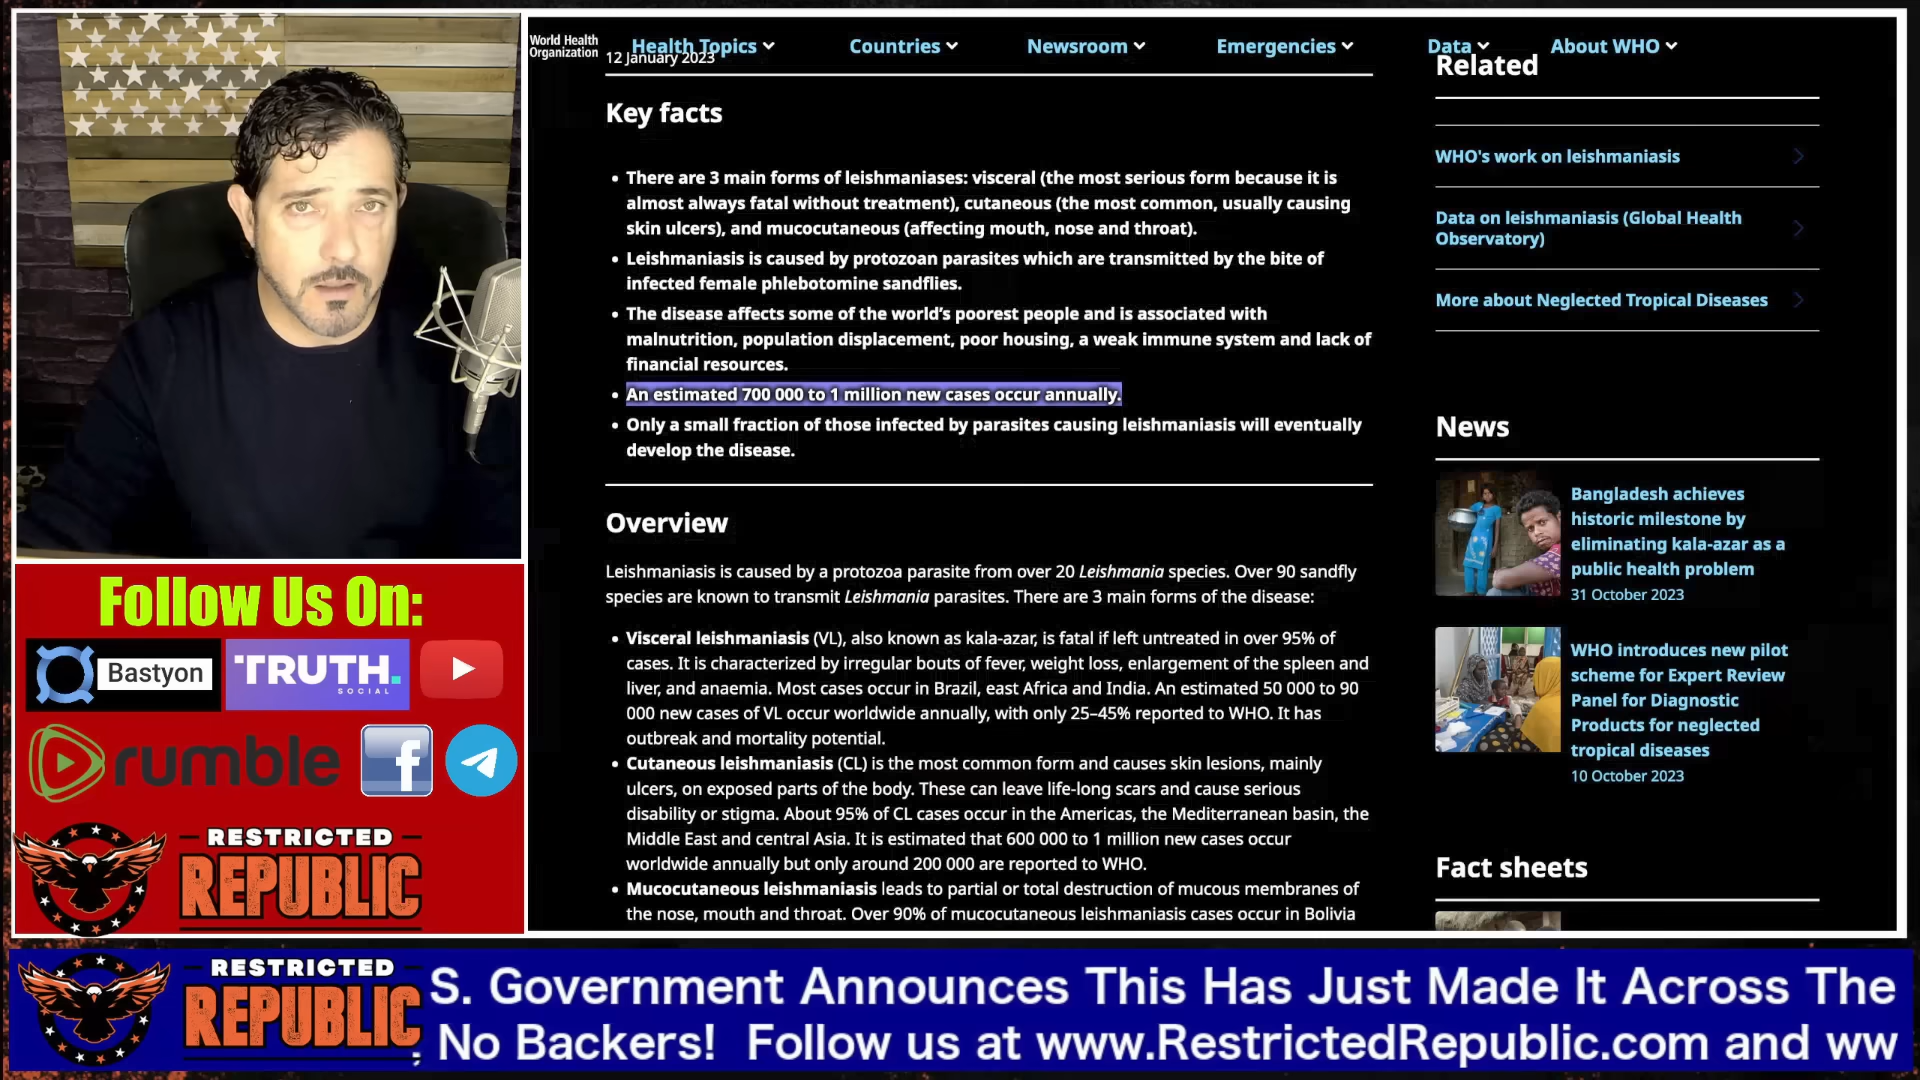 World Health
Organization
Health Topics
Countries
Newsroom
Emergencies
Data
About WHO
12 January 2023
Key facts
There are 3 main forms of leishmaniases: visceral (the most serious form because it is
almost always fatal without treatment), cutaneous (the most common, usually causing
skin ulcers), and mucocutaneous (affecting mouth, nose and throat).
Leishmaniasis is caused by protozoan parasites which are transmitted by the bite of
infected female phlebotomine sandflies.
The disease affects some of the world's poorest people and is associated with
malnutrition, population displacement, poor housing, a weak immune system and lack of
financial resources.
An estimated 700 000 to 1 million new cases occur annually.
Only a small fraction of those infected by parasites causing leishmaniasis will eventually
develop the disease.
Overview
Leishmaniasis is caused by a protozoa parasite from over 20 Leishmania species. Over 90 sandfly
species are known to transmit Leishmania parasites. There are 3 main forms of the disease:
Visceral leishmaniasis (VL), also known as kala-azar, is fatal if left untreated in over 95% of
cases. It is characterized by irregular bouts of fever, weight loss, enlargement of the spleen and
liver, and anaemia. Most cases occur in Brazil, east Africa and India. An estimated 50 000 to 90
000 new cases of VL occur worldwide annually, with only 25–45% reported to WHO. It has
outbreak and mortality potential.
Cutaneous leishmaniasis (CL) is the most common form and causes skin lesions, mainly
ulcers, on exposed parts of the body. These can leave life-long scars and cause serious
disability or stigma. About 95% of CL cases occur in the Americas, the Mediterranean basin, the
Middle East and central Asia. It is estimated that 600 000 to 1 million new cases occur
worldwide annually but only around 200 000 are reported to WHO.
Mucocutaneous leishmaniasis leads to partial or total destruction of mucous membranes of
the nose, mouth and throat. Over 90% of mucocutaneous leishmaniasis cases occur in Bolivia
Related
WHO's work on leishmaniasis
Data on leishmaniasis (Global Health
Observatory)
More about Neglected Tropical Diseases
News
Bangladesh achieves
historic milestone by
eliminating kala-azar as a
public health problem
31 October 2023
WHO introduces new pilot
scheme for Expert Review
Panel for Diagnostic
Products for neglected
tropical diseases
10 October 2023
Fact sheets
Follow Us On:
Bastyon
TRUTH.
SOCIAL
rumble
f
RESTRICTED
REPUBLIC
RESTRICTED
REPUBLIC
S. Government Announces This Has Just Made It Across The
; No Backers! Follow us at www.RestrictedRepublic.com and ww